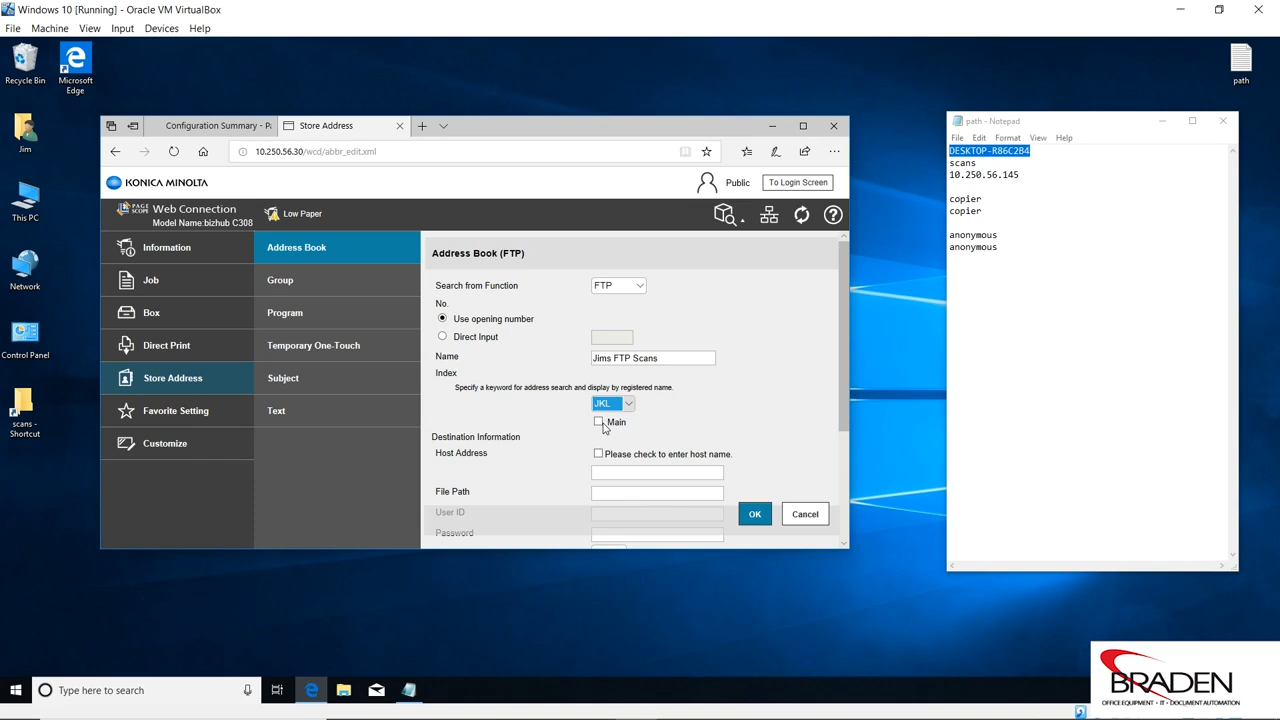 Windows 10 [Running] - Oracle VM VirtualBox
File Machine View Input Devices Help
Recycle Bin
Microsoft Edge
Jim
This PC
Network
Control Panel
scans - Shortcut
path
Configuration Summary - P
Store Address
10.250.56.30/wcd/abbr_edit.xml
KONICA MINOLTA
Public
To Login Screen
PAGE SCOPE Web Connection
Model Name:bizhub C308
Low Paper
Information
Job
Box
Direct Print
Store Address
Favorite Setting
Customize
Address Book
Group
Program
Temporary One-Touch
Subject
Text
Address Book (FTP)
Search from Function FTP
No.
Use opening number
Direct Input
Name Jims FTP Scans
Index
Specify a keyword for address search and display by registered name.
JKL
Main
Destination Information
Host Address Please check to enter host name.
File Path
User ID
Password
OK Cancel
path - Notepad
File Edit Format View Help
DESKTOP-R86C2B4
scans
10.250.56.145
copier
copier
anonymous
anonymous
Type here to search
BRADEN
OFFICE EQUIPMENT • IT • DOCUMENT AUTOMATION